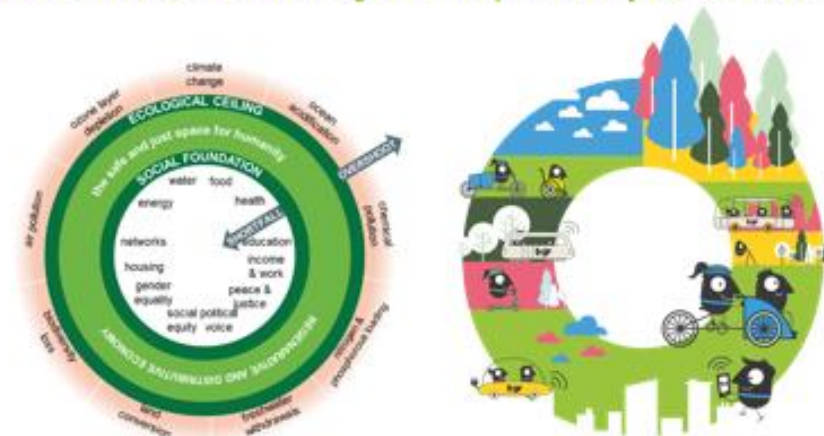 climate
change
ozone layer
depletion
ocean
acidification
ECOLOGICAL CEILING
the safe and just space for humanity
OVERSHOOT
SOCIAL FOUNDATION
water food
energy
health
SHORTFALL
air pollution
chemical
pollution
networks
education
housing
income
& work
gender
equality
peace &
justice
social political
equity voice
biodiversity
loss
REGENERATIVE AND DISTRIBUTIVE ECONOMY
nitrogen &
phosphorus loading
land
conversion
freshwater
withdrawals